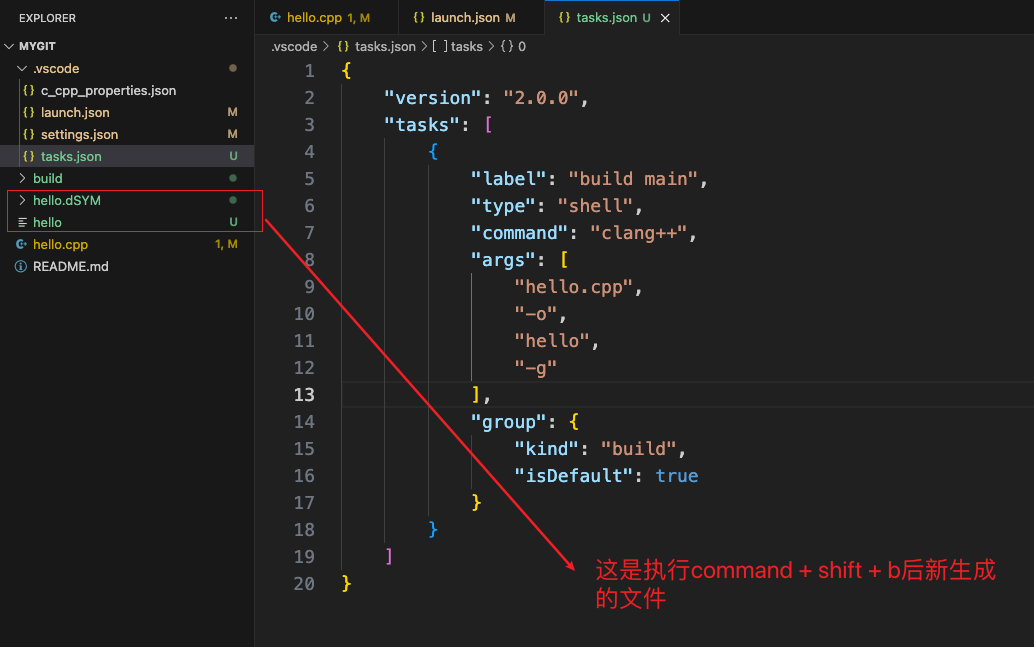 EXPLORER ···
MYGIT
.vscode
{} c_cpp_properties.json
{} launch.json M
{} settings.json M
{} tasks.json U
build
hello.dSYM
hello U
hello.cpp 1, M
README.md
hello.cpp 1, M {} launch.json M {} tasks.json U
.vscode > {} tasks.json > [ ] tasks > {} 0
1 {
2 "version": "2.0.0",
3 "tasks": [
4 {
5 "label": "build main",
6 "type": "shell",
7 "command": "clang++",
8 "args": [
9 "hello.cpp",
10 "-o",
11 "hello",
12 "-g"
13 ],
14 "group": {
15 "kind": "build",
16 "isDefault": true
17 }
18 }
19 ]
20 }
这是执行command + shift + b后新生成
的文件